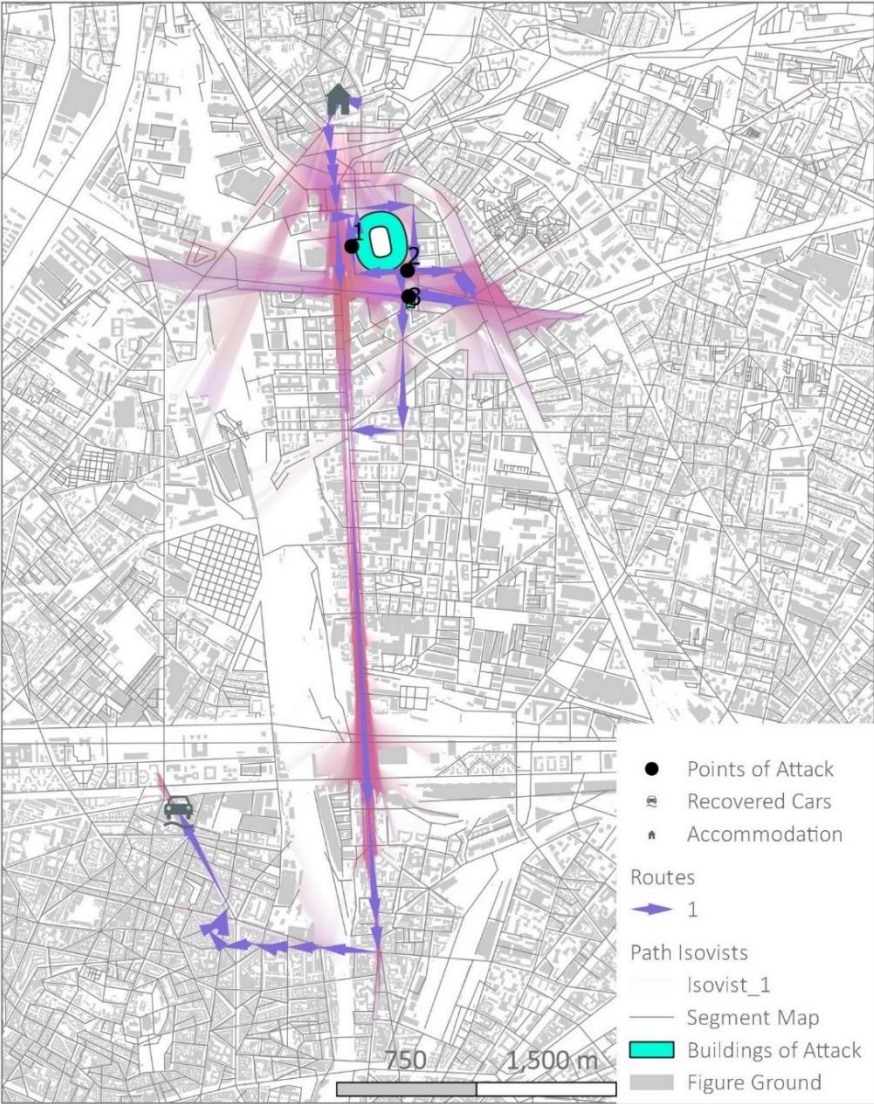 1
2
3
Points of Attack
Recovered Cars
Accommodation
Routes
1
Path Isovists
Isovist_1
Segment Map
Buildings of Attack
Figure Ground
750 1,500 m